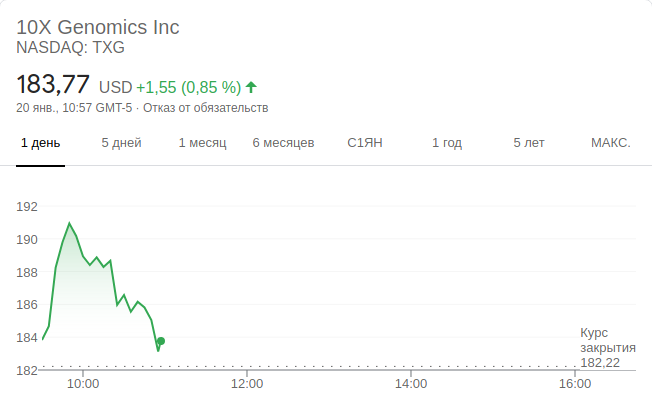 10X Genomics Inc
NASDAQ: TXG
183,77 USD +1,55 (0,85 %)
20 янв., 10:57 GMT-5 · Отказ от обязательств
1 день 5 дней 1 месяц 6 месяцев С1ЯН 1 год 5 лет МАКС.
192
190
188
186
184
182
Курс
закрытия
182,22
10:00 12:00 14:00 16:00